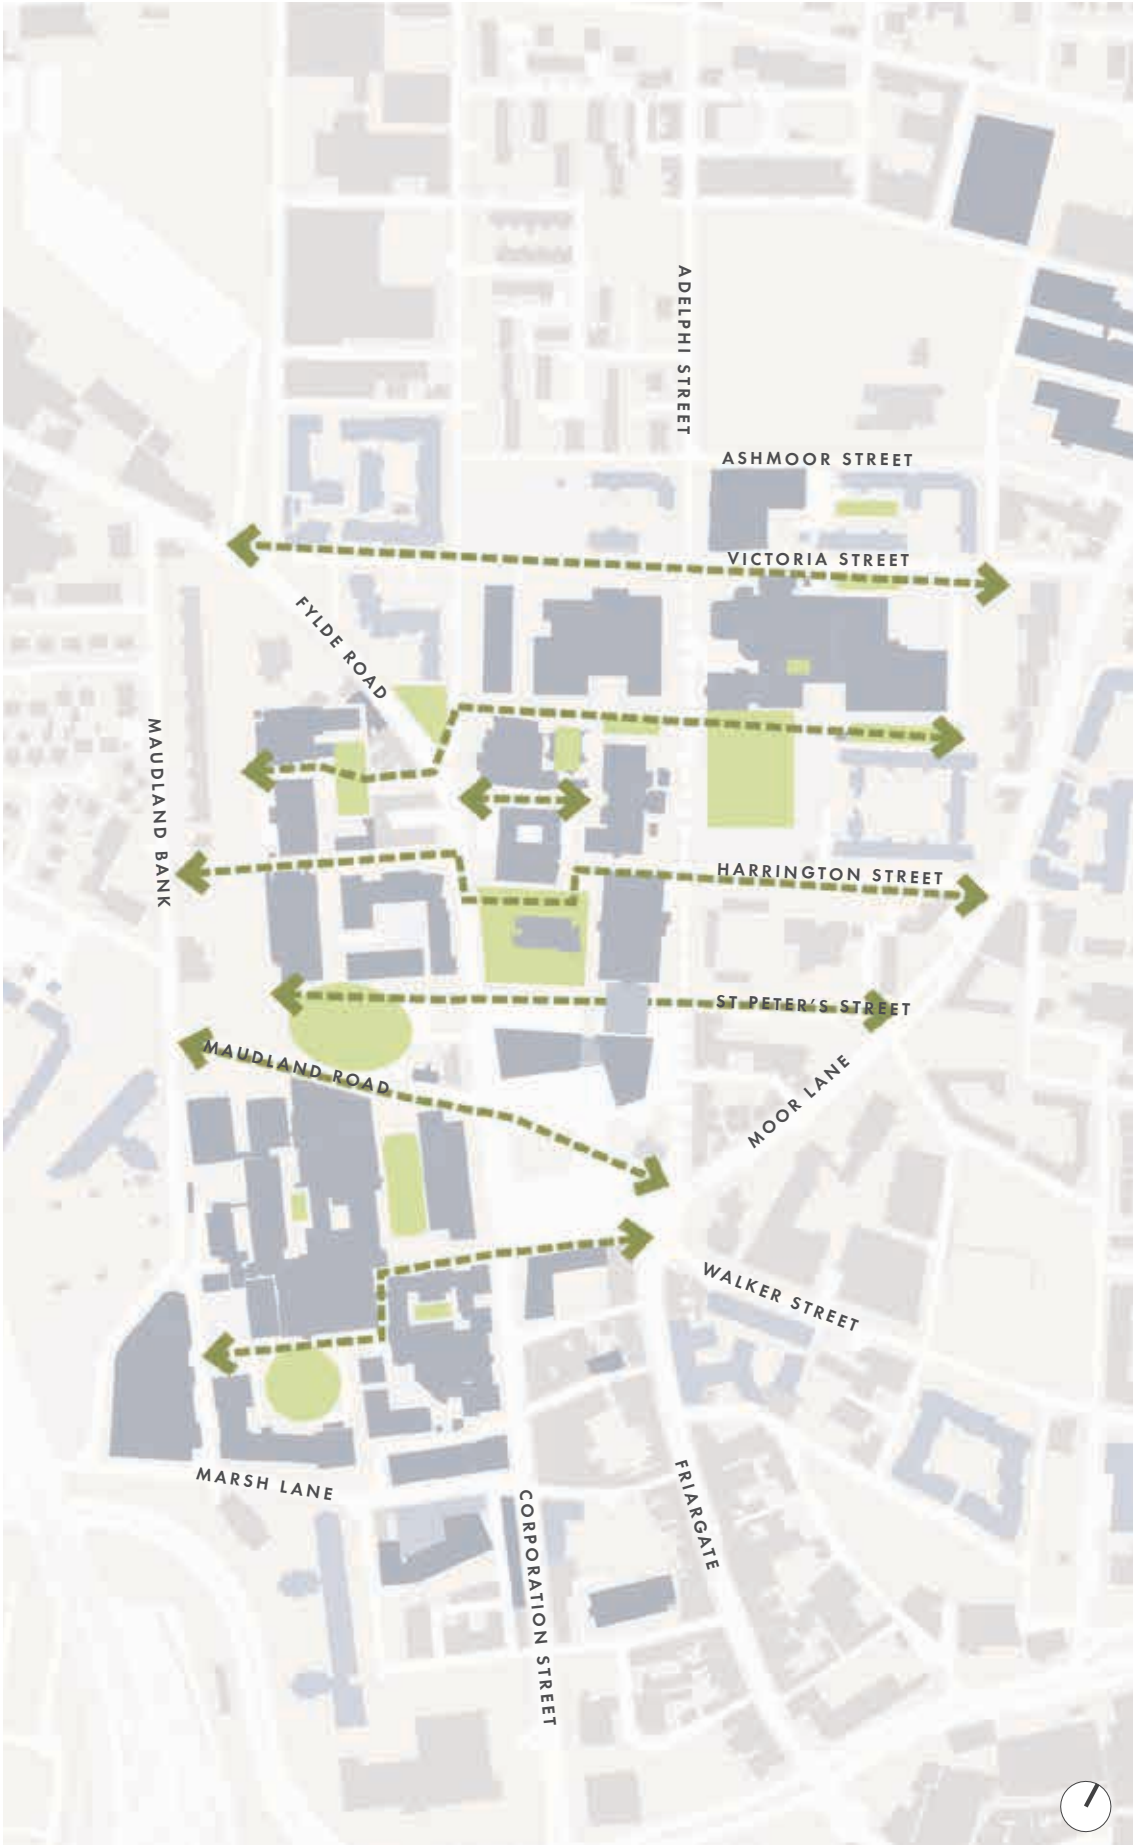 ADELPHI STREET
ASHMOOR STREET
VICTORIA STREET
FYLDE ROAD
MAUDLAND BANK
HARRINGTON STREET
ST PETER'S STREET
MAUDLAND ROAD
MOOR LANE
WALKER STREET
MARSH LANE
FRIARGATE
CORPORATION STREET